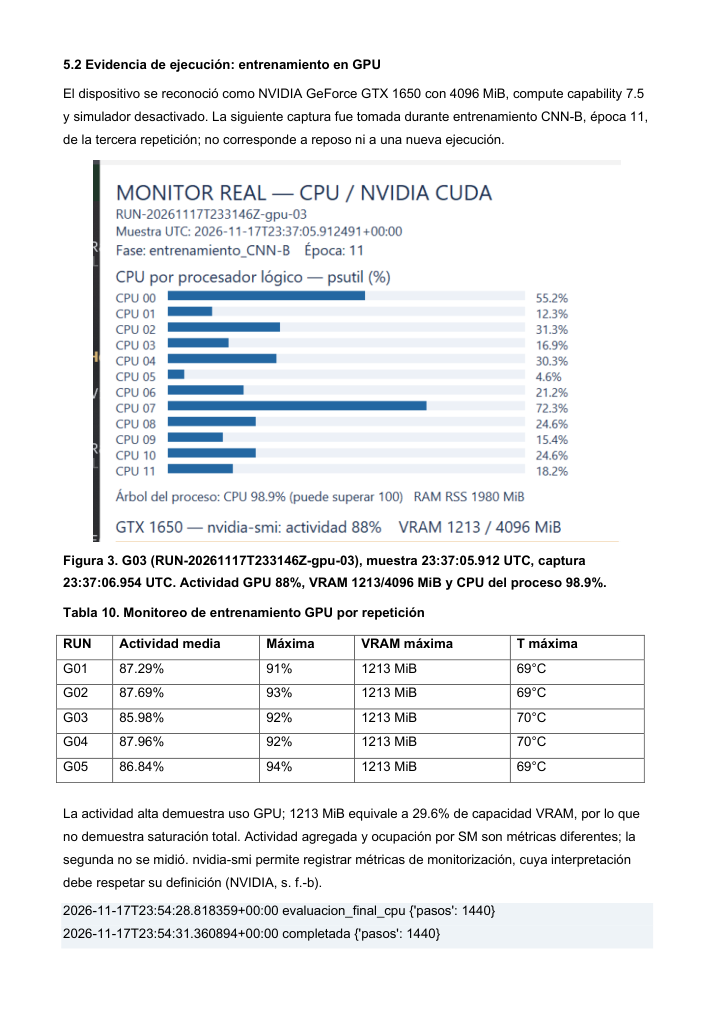 5.2 Evidencia de ejecución: entrenamiento en GPU
El dispositivo se reconoció como NVIDIA GeForce GTX 1650 con 4096 MiB, compute capability 7.5
y simulador desactivado. La siguiente captura fue tomada durante entrenamiento CNN-B, época 11,
de la tercera repetición; no corresponde a reposo ni a una nueva ejecución.
MONITOR REAL — CPU / NVIDIA CUDA
RUN-20261117T233146Z-gpu-03
Muestra UTC: 2026-11-17T23:37:05.912491+00:00
Fase: entrenamiento_CNN-B Época: 11
CPU por procesador lógico — psutil (%)
CPU 00 55.2%
CPU 01 12.3%
CPU 02 31.3%
CPU 03 16.9%
CPU 04 30.3%
CPU 05 4.6%
CPU 06 21.2%
CPU 07 72.3%
CPU 08 24.6%
CPU 09 15.4%
CPU 10 24.6%
CPU 11 18.2%
Árbol del proceso: CPU 98.9% (puede superar 100) RAM RSS 1980 MiB
GTX 1650 — nvidia-smi: actividad 88% VRAM 1213 / 4096 MiB
Figura 3. G03 (RUN-20261117T233146Z-gpu-03), muestra 23:37:05.912 UTC, captura
23:37:06.954 UTC. Actividad GPU 88%, VRAM 1213/4096 MiB y CPU del proceso 98.9%.
Tabla 10. Monitoreo de entrenamiento GPU por repetición
RUN Actividad media Máxima VRAM máxima T máxima
G01 87.29% 91% 1213 MiB 69°C
G02 87.69% 93% 1213 MiB 69°C
G03 85.98% 92% 1213 MiB 70°C
G04 87.96% 92% 1213 MiB 70°C
G05 86.84% 94% 1213 MiB 69°C
La actividad alta demuestra uso GPU; 1213 MiB equivale a 29.6% de capacidad VRAM, por lo que
no demuestra saturación total. Actividad agregada y ocupación por SM son métricas diferentes; la
segunda no se midió. nvidia-smi permite registrar métricas de monitorización, cuya interpretación
debe respetar su definición (NVIDIA, s. f.-b).
2026-11-17T23:54:28.818359+00:00 evaluacion_final_cpu {'pasos': 1440}
2026-11-17T23:54:31.360894+00:00 completada {'pasos': 1440}